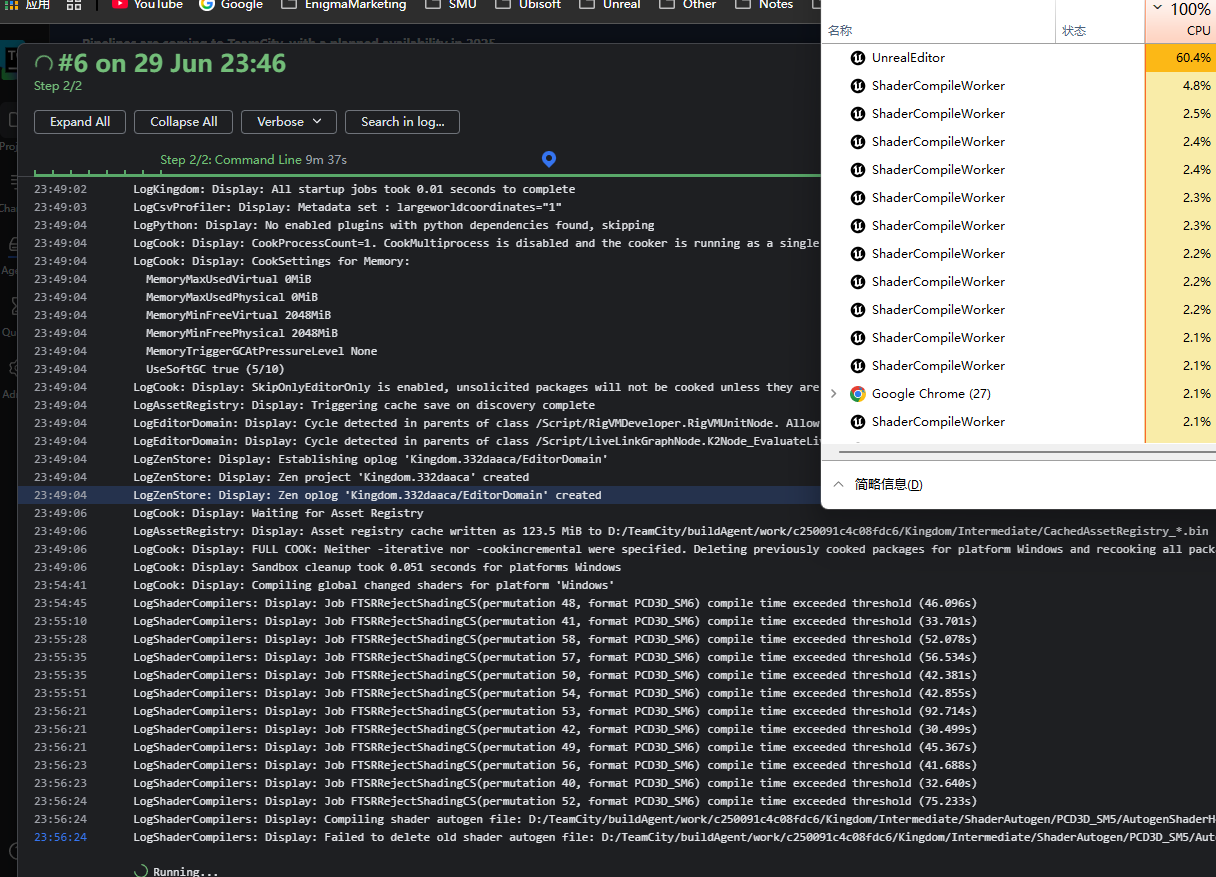 应用
YouTube
Google
EnigmaMarketing
SMU
Ubisoft
Unreal
Other
Notes
Pipelines are coming to TeamCity, with a planned availability in 2025
#6 on 29 Jun 23:46
Step 2/2
Expand All
Collapse All
Verbose
Search in log...
Step 2/2: Command Line 9m 37s
23:49:02 LogKingdom: Display: All startup jobs took 0.01 seconds to complete
23:49:03 LogCsvProfiler: Display: Metadata set : largeworldcoordinates="1"
23:49:04 LogPython: Display: No enabled plugins with python dependencies found, skipping
23:49:04 LogCook: Display: CookProcessCount=1. CookMultiprocess is disabled and the cooker is running as a single
23:49:04 LogCook: Display: CookSettings for Memory:
23:49:04 MemoryMaxUsedVirtual 0MiB
23:49:04 MemoryMaxUsedPhysical 0MiB
23:49:04 MemoryMinFreeVirtual 2048MiB
23:49:04 MemoryMinFreePhysical 2048MiB
23:49:04 MemoryTriggerGCAtPressureLevel None
23:49:04 UseSoftGC true (5/10)
23:49:04 LogCook: Display: SkipOnlyEditorOnly is enabled, unsolicited packages will not be cooked unless they are
23:49:04 LogAssetRegistry: Display: Triggering cache save on discovery complete
23:49:04 LogEditorDomain: Display: Cycle detected in parents of class /Script/RigVMDeveloper.RigVMUnitNode. Allow
23:49:04 LogEditorDomain: Display: Cycle detected in parents of class /Script/LiveLinkGraphNode.K2Node_EvaluateLi
23:49:04 LogZenStore: Display: Establishing oplog 'Kingdom.332daaca/EditorDomain'
23:49:04 LogZenStore: Display: Zen project 'Kingdom.332daaca' created
23:49:04 LogZenStore: Display: Zen oplog 'Kingdom.332daaca/EditorDomain' created
23:49:06 LogCook: Display: Waiting for Asset Registry
23:49:06 LogAssetRegistry: Display: Asset registry cache written as 123.5 MiB to D:/TeamCity/buildAgent/work/c250091c4c08fdc6/Kingdom/Intermediate/CachedAssetRegistry_*.bin
23:49:06 LogCook: Display: FULL COOK: Neither -iterative nor -cookincremental were specified. Deleting previously cooked packages for platform Windows and recooking all pack
23:49:06 LogCook: Display: Sandbox cleanup took 0.051 seconds for platforms Windows
23:54:41 LogCook: Display: Compiling global changed shaders for platform 'Windows'
23:54:45 LogShaderCompilers: Display: Job FTSRRejectShadingCS(permutation 48, format PCD3D_SM6) compile time exceeded threshold (46.096s)
23:55:10 LogShaderCompilers: Display: Job FTSRRejectShadingCS(permutation 41, format PCD3D_SM6) compile time exceeded threshold (33.701s)
23:55:28 LogShaderCompilers: Display: Job FTSRRejectShadingCS(permutation 58, format PCD3D_SM6) compile time exceeded threshold (52.078s)
23:55:35 LogShaderCompilers: Display: Job FTSRRejectShadingCS(permutation 57, format PCD3D_SM6) compile time exceeded threshold (56.534s)
23:55:35 LogShaderCompilers: Display: Job FTSRRejectShadingCS(permutation 50, format PCD3D_SM6) compile time exceeded threshold (42.381s)
23:55:51 LogShaderCompilers: Display: Job FTSRRejectShadingCS(permutation 54, format PCD3D_SM6) compile time exceeded threshold (42.855s)
23:56:21 LogShaderCompilers: Display: Job FTSRRejectShadingCS(permutation 53, format PCD3D_SM6) compile time exceeded threshold (92.714s)
23:56:21 LogShaderCompilers: Display: Job FTSRRejectShadingCS(permutation 42, format PCD3D_SM6) compile time exceeded threshold (30.499s)
23:56:21 LogShaderCompilers: Display: Job FTSRRejectShadingCS(permutation 49, format PCD3D_SM6) compile time exceeded threshold (45.367s)
23:56:23 LogShaderCompilers: Display: Job FTSRRejectShadingCS(permutation 56, format PCD3D_SM6) compile time exceeded threshold (41.688s)
23:56:23 LogShaderCompilers: Display: Job FTSRRejectShadingCS(permutation 40, format PCD3D_SM6) compile time exceeded threshold (32.640s)
23:56:24 LogShaderCompilers: Display: Job FTSRRejectShadingCS(permutation 52, format PCD3D_SM6) compile time exceeded threshold (75.233s)
23:56:24 LogShaderCompilers: Display: Compiling shader autogen file: D:/TeamCity/buildAgent/work/c250091c4c08fdc6/Kingdom/Intermediate/ShaderAutogen/PCD3D_SM5/AutogenShaderHe
23:56:24 LogShaderCompilers: Display: Failed to delete old shader autogen file: D:/TeamCity/buildAgent/work/c250091c4c08fdc6/Kingdom/Intermediate/ShaderAutogen/PCD3D_SM5/Aut
Running...
100%
名称 状态 CPU
UnrealEditor 60.4%
ShaderCompileWorker 4.8%
ShaderCompileWorker 2.5%
ShaderCompileWorker 2.4%
ShaderCompileWorker 2.4%
ShaderCompileWorker 2.3%
ShaderCompileWorker 2.3%
ShaderCompileWorker 2.2%
ShaderCompileWorker 2.2%
ShaderCompileWorker 2.2%
ShaderCompileWorker 2.1%
ShaderCompileWorker 2.1%
Google Chrome (27) 2.1%
ShaderCompileWorker 2.1%
简略信息(D)